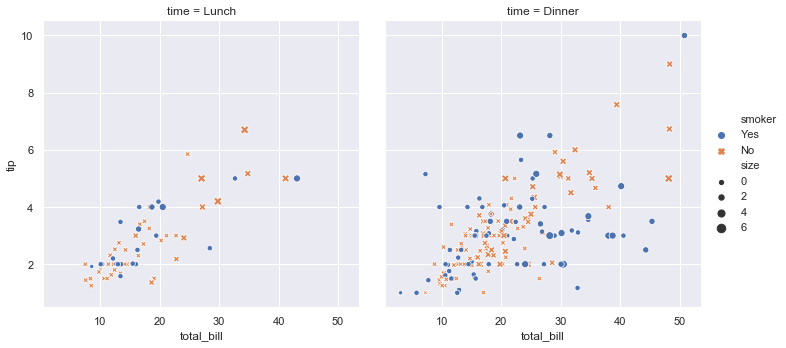 time = Lunch
time = Dinner
10
8
6
4
2
tip
10
20
30
40
50
total_bill
10
20
30
40
50
total_bill
smoker
Yes
No
size
0
2
4
6